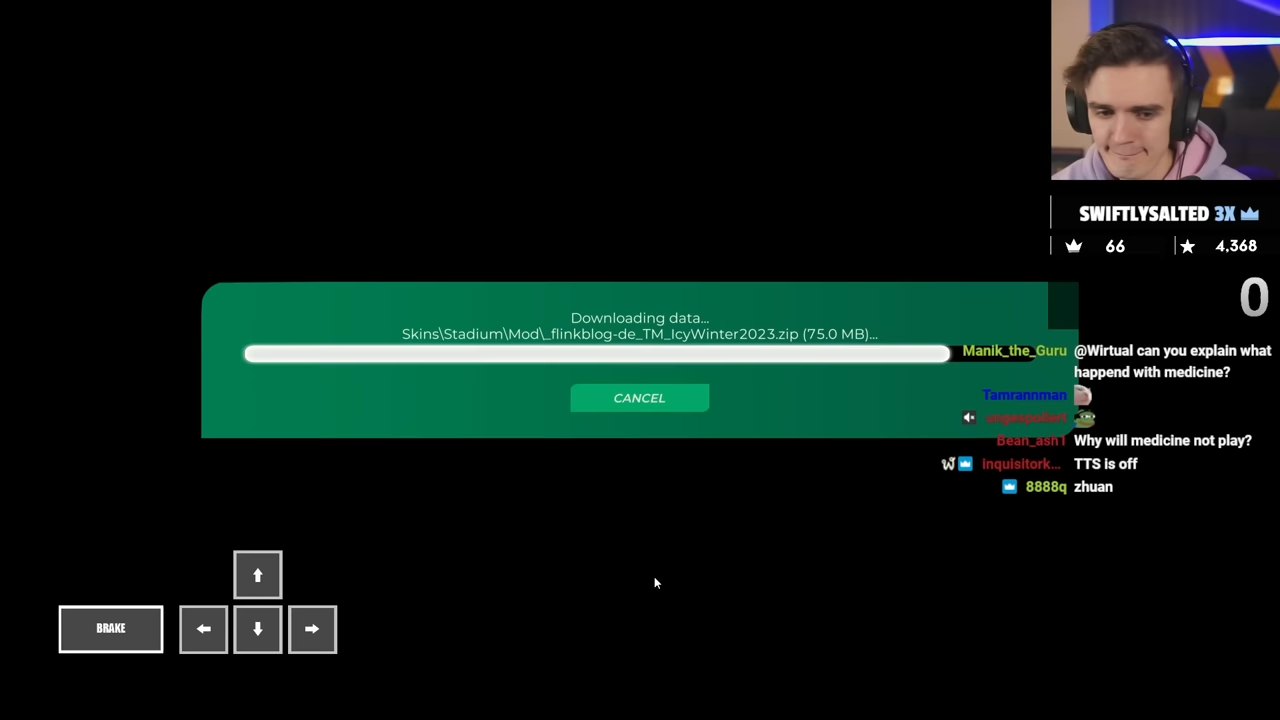 SWIFTLYSALTED 3X
66
4,368
0
Downloading data...
Skins\Stadium\Mod\_flinkblog-de_TM_IcyWinter2023.zip (75.0 MB)...
CANCEL
Manik_the_Guru @Wirtual can you explain what
happend with medicine?
Tamrannman
Bean_ash1 Why will medicine not play?
Inquisitork... TTS is off
8888q zhuan
BRAKE